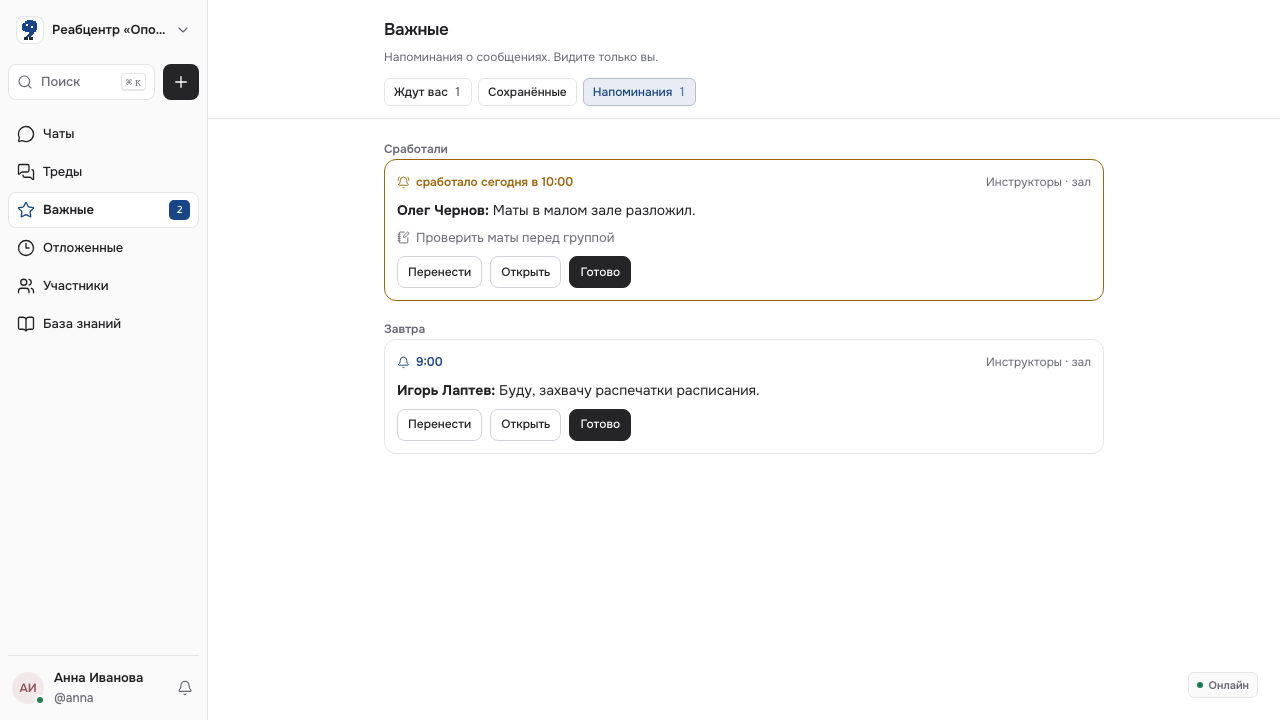 Реабцентр «Опо...
Поиск
⌘ K
Чаты
Треды
Важные
2
Отложенные
Участники
База знаний
АИ
Анна Иванова
@anna
Важные
Напоминания о сообщениях. Видите только вы.
Ждут вас 1
Сохранённые
Напоминания 1
Сработали
сработало сегодня в 10:00
Инструкторы · зал
Олег Чернов: Маты в малом зале разложил.
Проверить маты перед группой
Перенести
Открыть
Готово
Завтра
9:00
Инструкторы · зал
Игорь Лаптев: Буду, захвачу распечатки расписания.
Перенести
Открыть
Готово
Онлайн